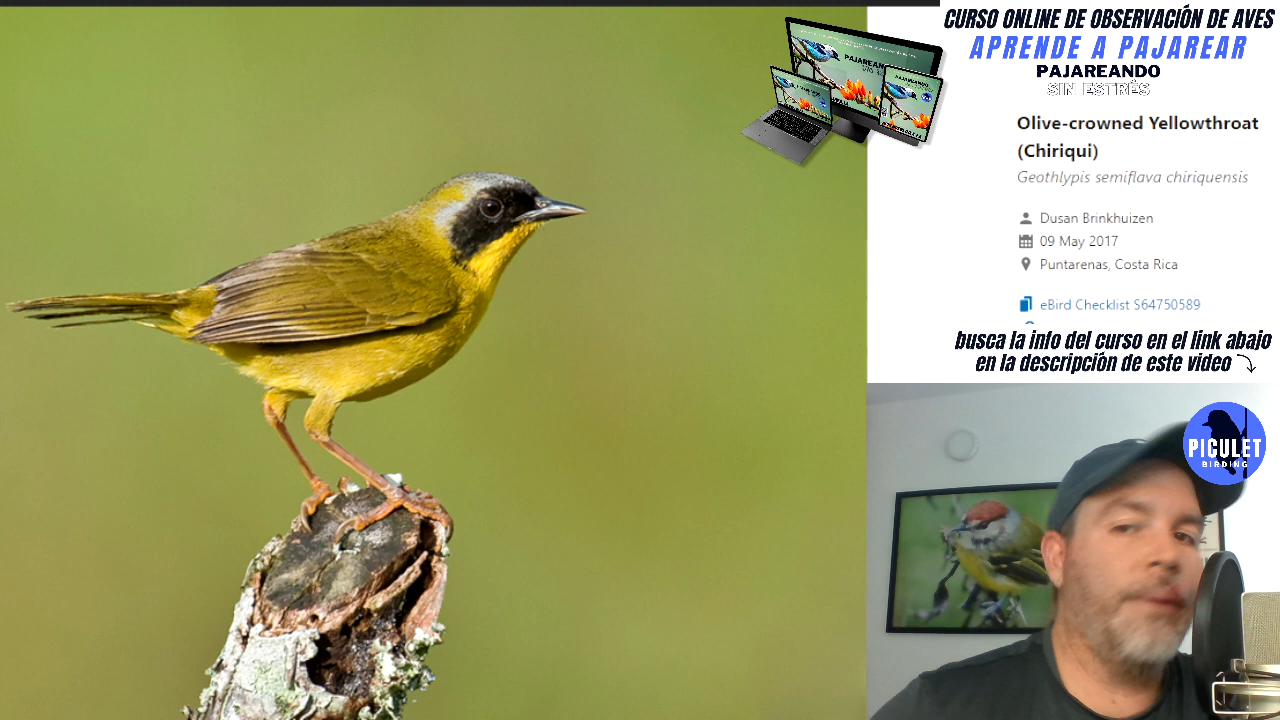 CURSO ONLINE DE OBSERVACIÓN DE AVES
APRENDE A PAJAREAR
PAJAREANDO
SIN ESTRÉS
Olive-crowned Yellowthroat
(Chiriqui)
Geothlypis semiflava chiriquensis
Dusan Brinkhuizen
09 May 2017
Puntarenas, Costa Rica
eBird Checklist S64750589
busca la info del curso en el link abajo
en la descripción de este video
PICULET
BIRDING